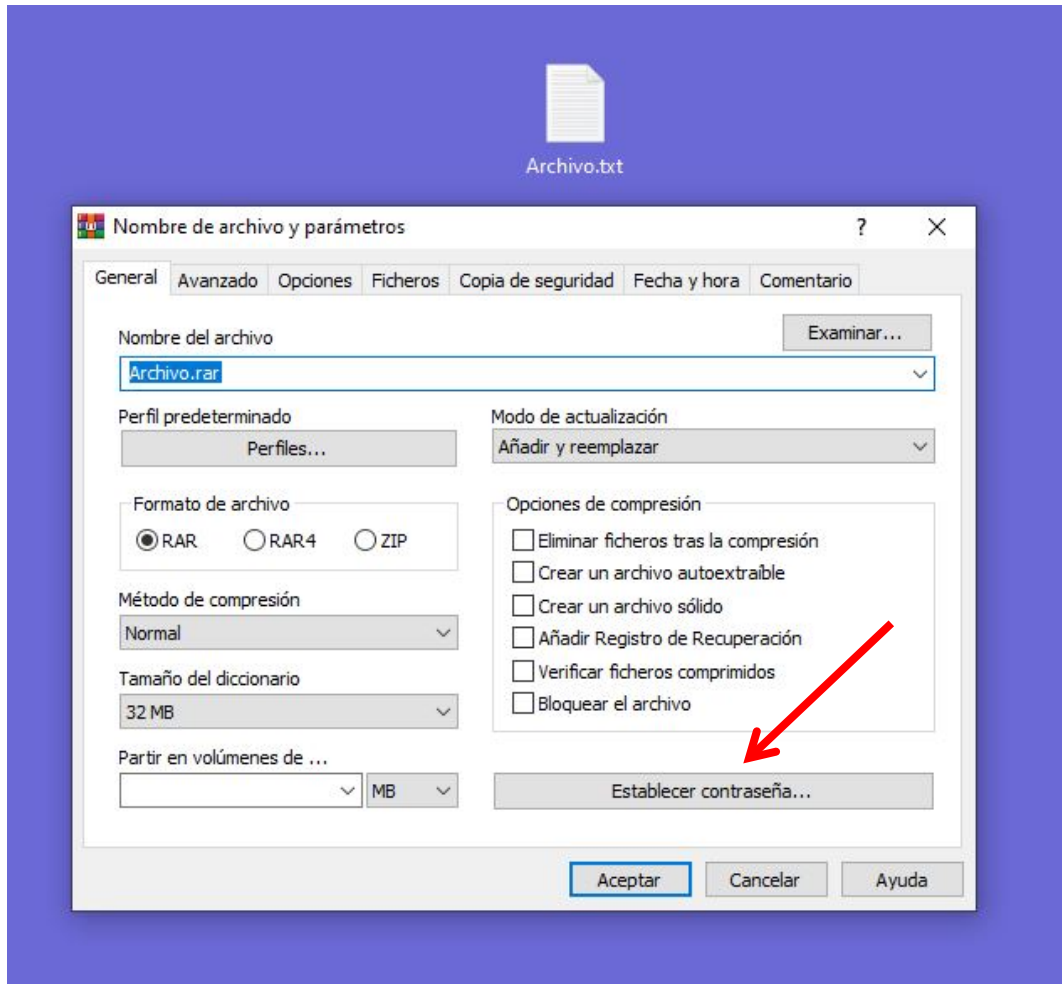 Archivo.txt
Nombre de archivo y parámetros
General Avanzado Opciones Ficheros Copia de seguridad Fecha y hora Comentario
Nombre del archivo
Examinar...
Archivo.rar
Perfil predeterminado
Perfiles...
Modo de actualización
Añadir y reemplazar
Formato de archivo
RAR RAR4 ZIP
Opciones de compresión
Eliminar ficheros tras la compresión
Crear un archivo autoextraíble
Crear un archivo sólido
Añadir Registro de Recuperación
Verificar ficheros comprimidos
Bloquear el archivo
Método de compresión
Normal
Tamaño del diccionario
32 MB
Partir en volúmenes de ...
MB
Establecer contraseña...
Aceptar Cancelar Ayuda